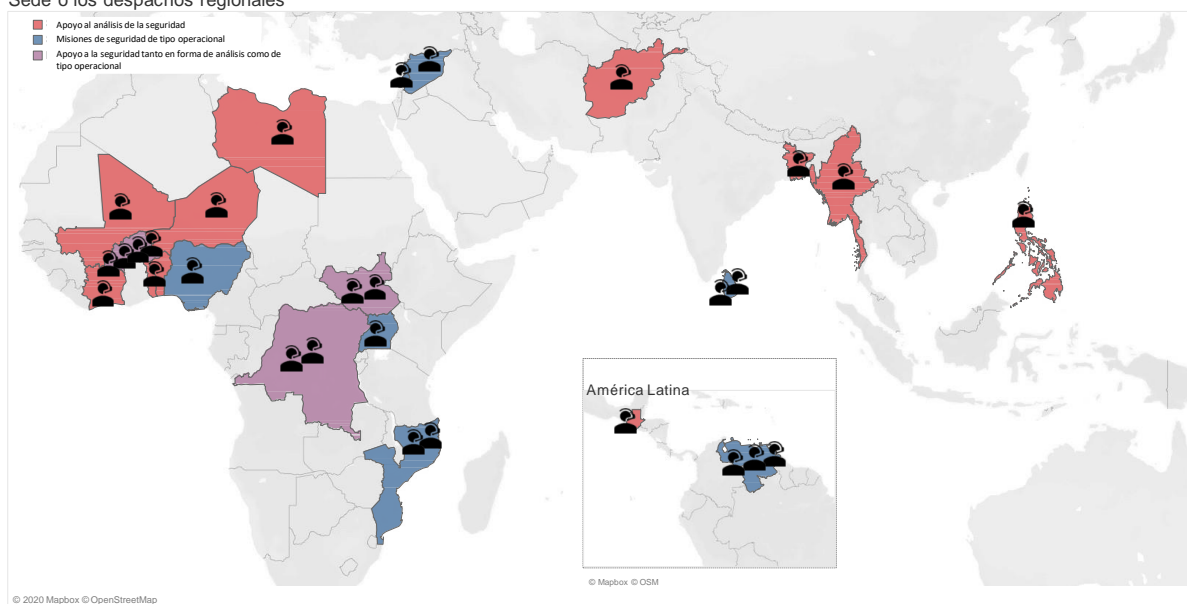 Sede o los despachos regionales
Apoyo al análisis de la seguridad
Misiones de seguridad de tipo operacional
Apoyo a la seguridad tanto en forma de análisis como de
tipo operacional
América Latina
© Mapbox © OSM
© 2020 Mapbox © OpenStreetMap